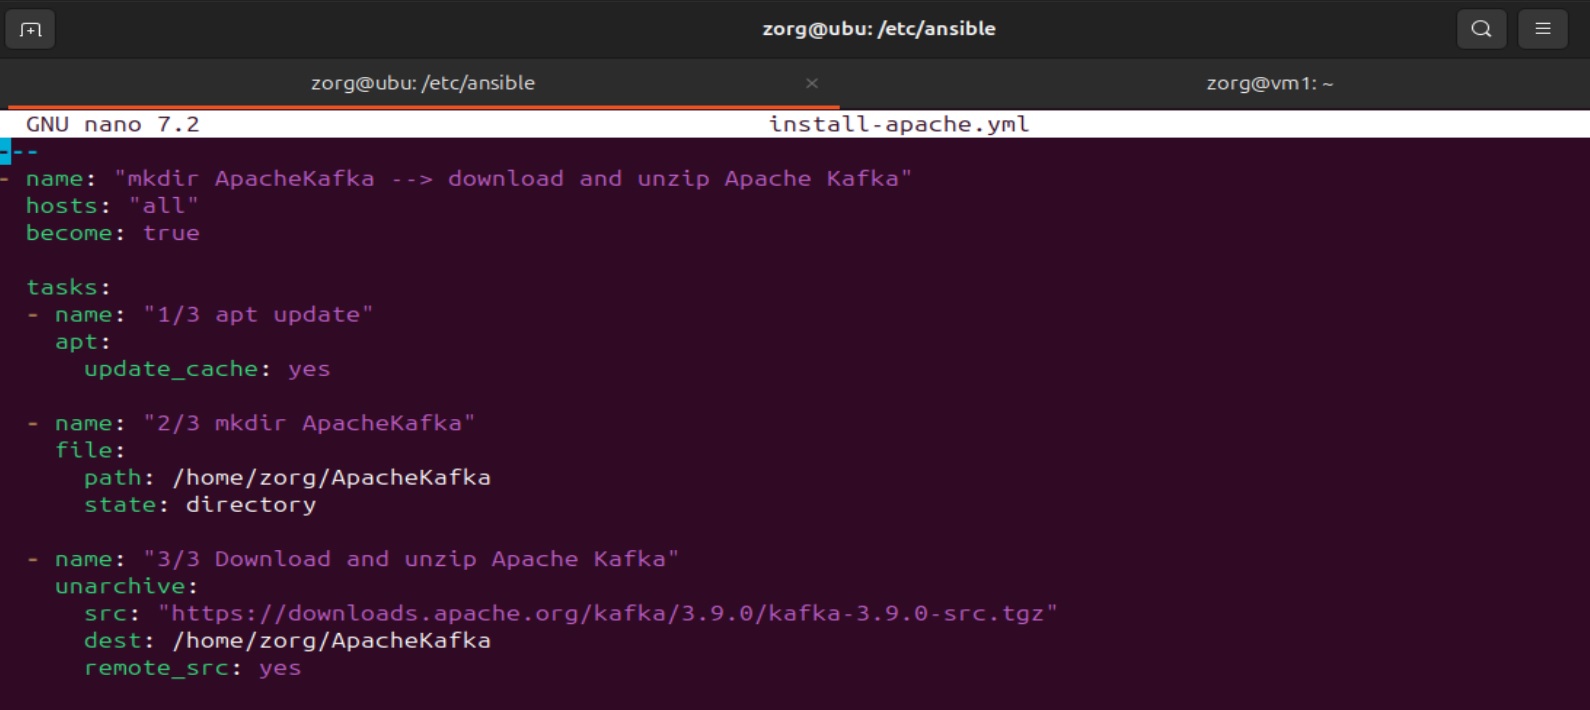 zorg@ubu: /etc/ansible
zorg@ubu: /etc/ansible × zorg@vm1: ~
GNU nano 7.2 install-apache.yml
---
- name: "mkdir ApacheKafka --> download and unzip Apache Kafka"
  hosts: "all"
  become: true

  tasks:
  - name: "1/3 apt update"
    apt:
      update_cache: yes

  - name: "2/3 mkdir ApacheKafka"
    file:
      path: /home/zorg/ApacheKafka
      state: directory

  - name: "3/3 Download and unzip Apache Kafka"
    unarchive:
      src: "https://downloads.apache.org/kafka/3.9.0/kafka-3.9.0-src.tgz"
      dest: /home/zorg/ApacheKafka
      remote_src: yes